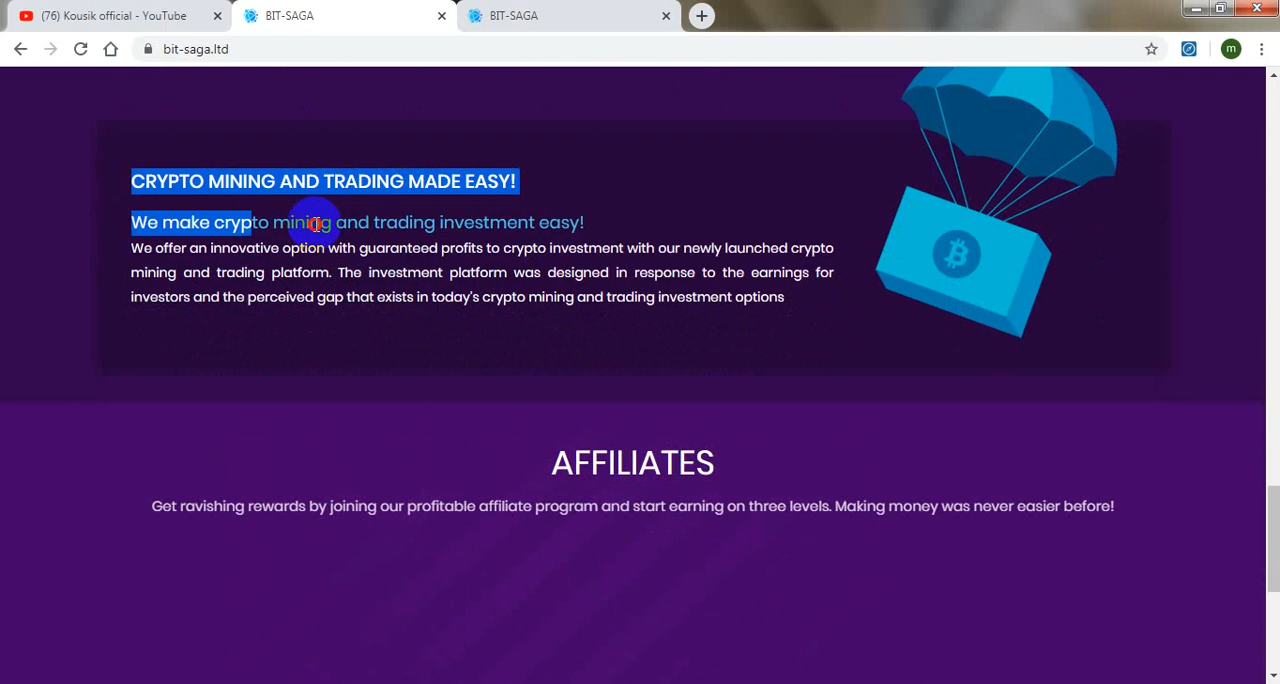 (76) Kousik official - YouTube
BIT-SAGA
BIT-SAGA
m
bit-saga.ltd
CRYPTO MINING AND TRADING MADE EASY!
We make crypto mining and trading investment easy!
We offer an innovative option with guaranteed profits to crypto investment with our newly launched crypto
mining and trading platform. The investment platform was designed in response to the earnings for
investors and the perceived gap that exists in today's crypto mining and trading investment options
AFFILIATES
Get ravishing rewards by joining our profitable affiliate program and start earning on three levels. Making money was never easier before!